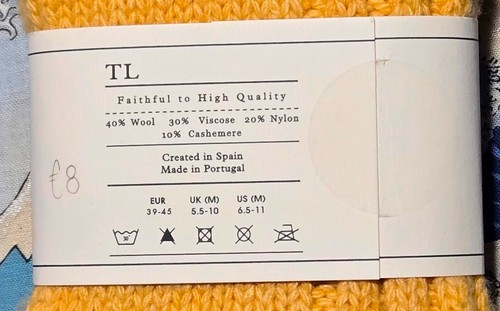 TL
Faithful to High Quality
40% Wool 30% Viscose 20% Nylon
10% Cashemere
Created in Spain
Made in Portugal
€8
EUR UK (M) US (M)
39-45 5.5-10 6.5-11
30